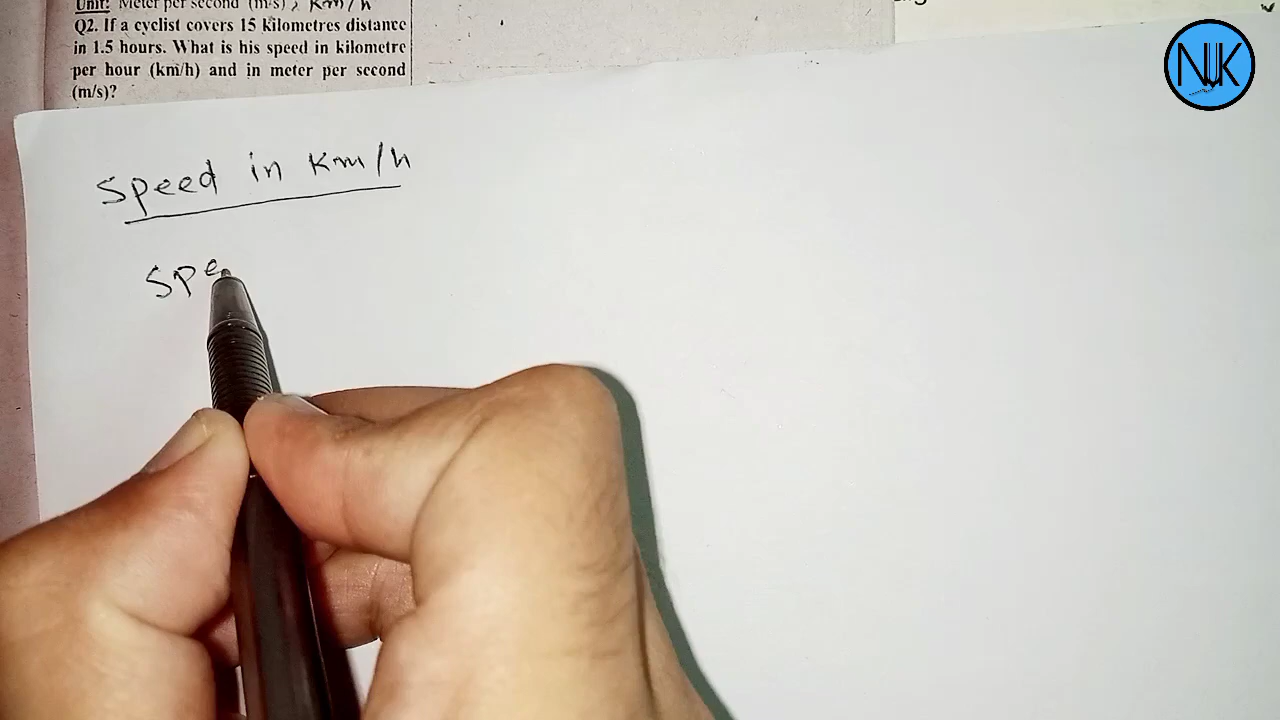 Unit: Meter per second (m/s), Km/h
Q2. If a cyclist covers 15 Kilometres distance
in 1.5 hours. What is his speed in kilometre
per hour (km/h) and in meter per second
(m/s)?
Speed in Km/h
Spe
NUK